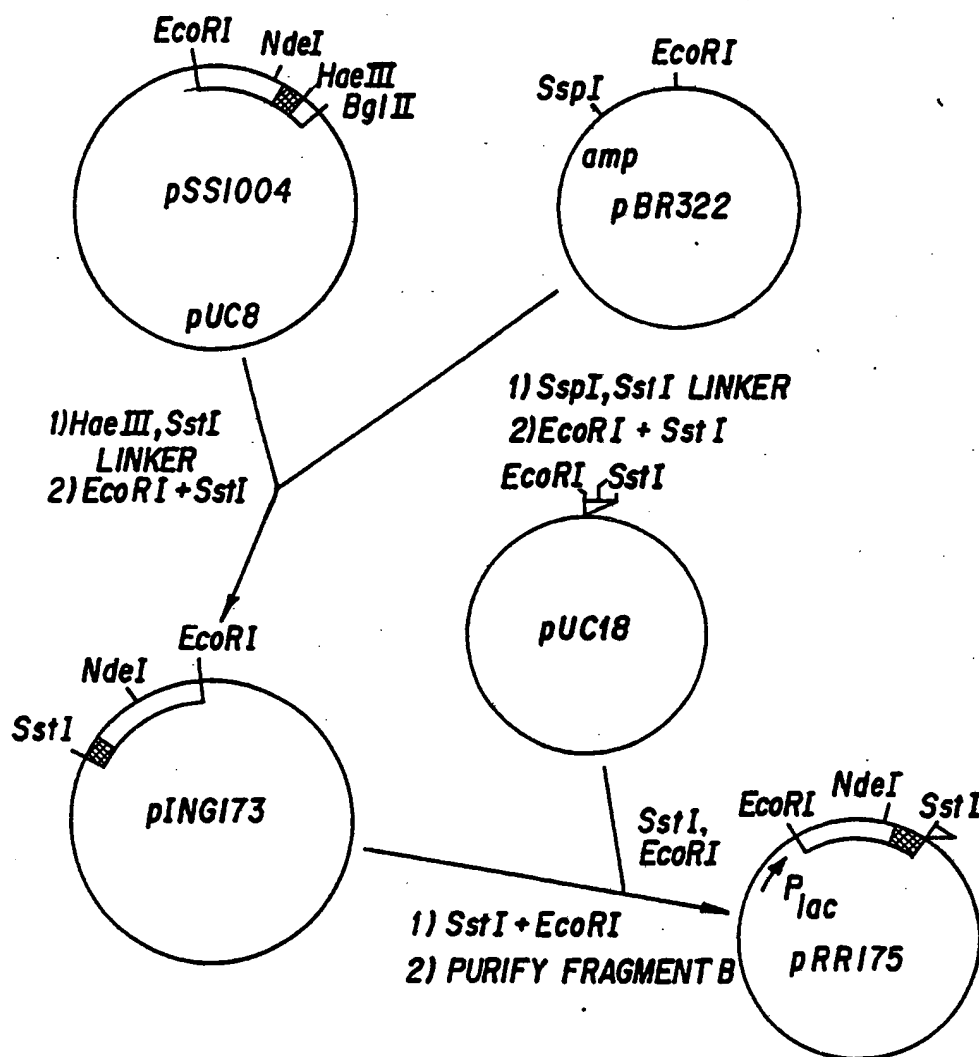 EcoRI
NdeI
HaeIII
BglII
pSS1004
pUC8
EcoRI
SspI
amp
pBR322
1)HaeIII,SstI
LINKER
2)EcoRI+SstI
1)SspI,SstI LINKER
2)EcoRI + SstI
EcoRI
SstI
pUC18
EcoRI
NdeI
SstI
pING173
SstI,
EcoRI
1) SstI + EcoRI
2) PURIFY FRAGMENT B
EcoRI
NdeI
SstI
Plac
pRR175